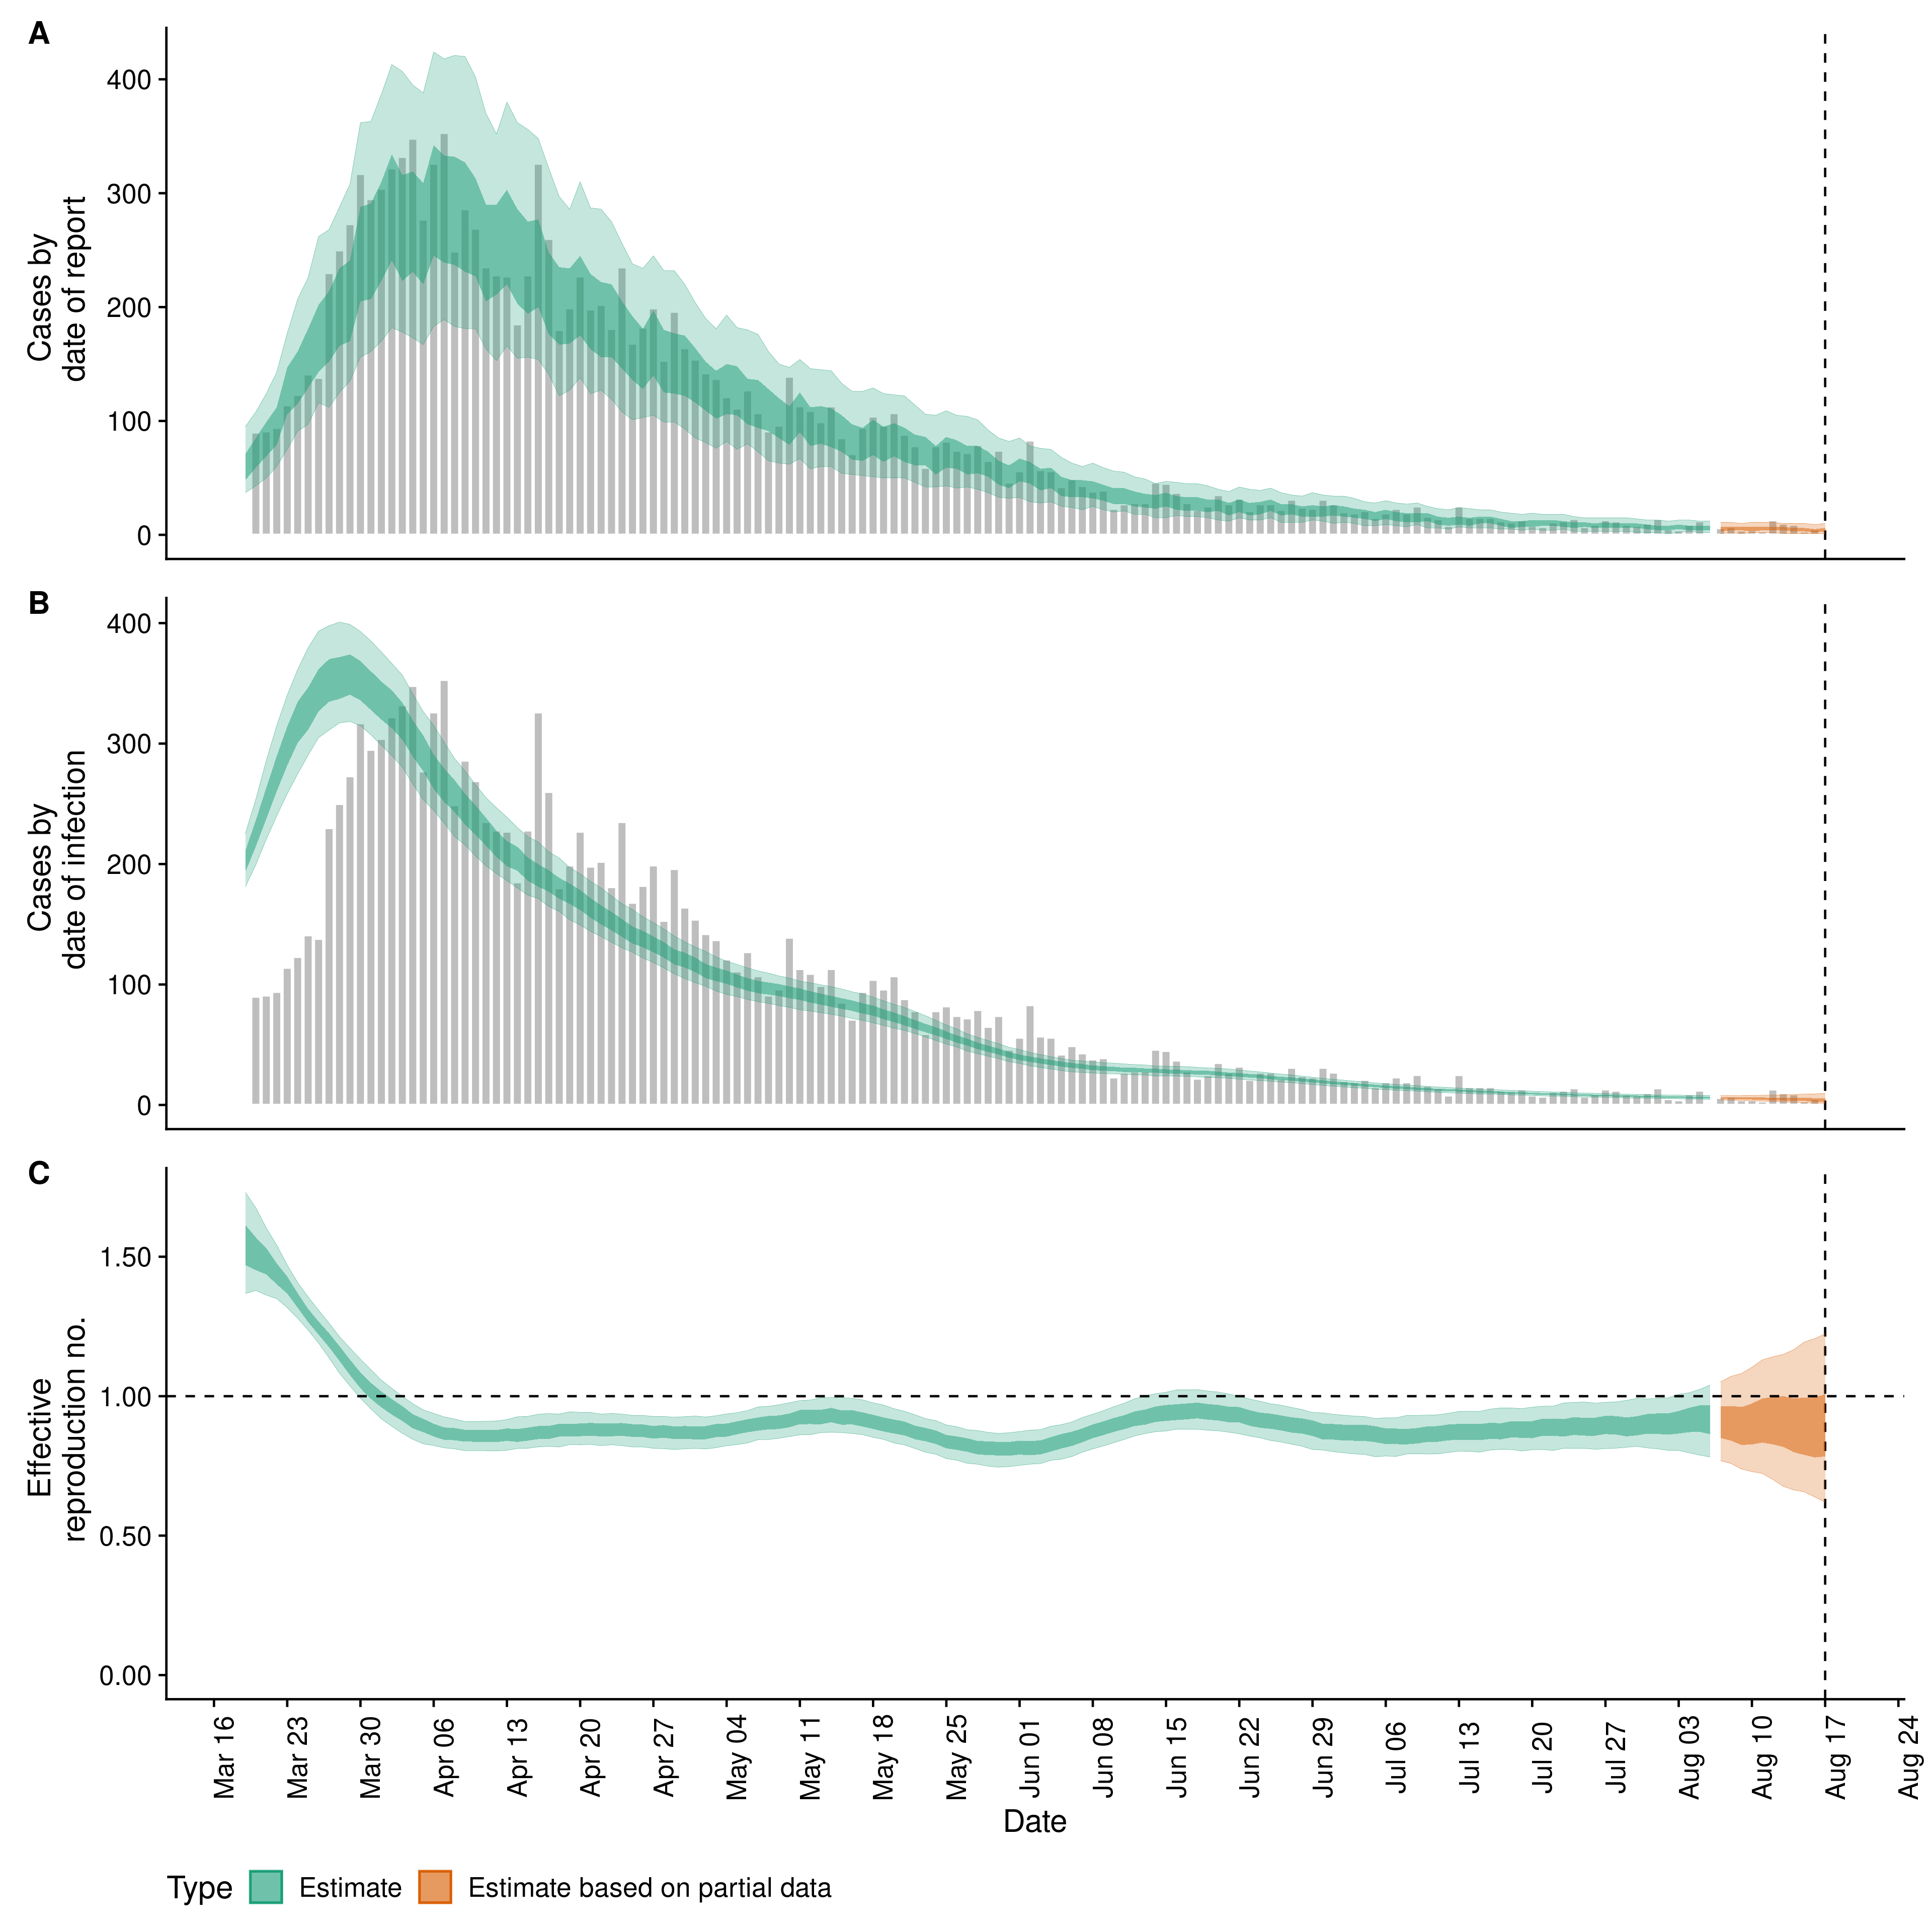 A
Cases by
date of report
400
300
200
100
0
B
Cases by
date of infection
400
300
200
100
0
C
Effective
reproduction no.
1.50
1.00
0.50
0.00
Mar 16
Mar 23
Mar 30
Apr 06
Apr 13
Apr 20
Apr 27
May 04
May 11
May 18
May 25
Jun 01
Jun 08
Jun 15
Jun 22
Jun 29
Jul 06
Jul 13
Jul 20
Jul 27
Aug 03
Aug 10
Aug 17
Aug 24
Date
Type Estimate Estimate based on partial data